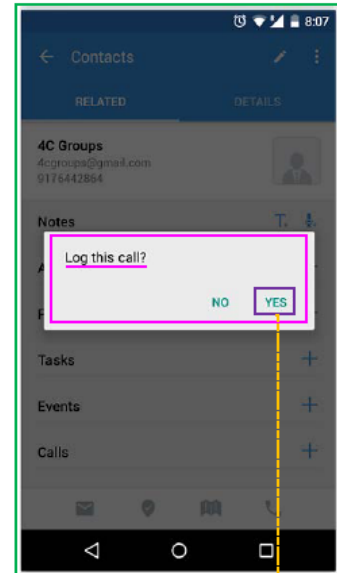 8:07
Contacts
RELATED DETAILS
4C Groups
4cgroups@gmail.com
9176442864
Notes T.
Log this call?
A
NO YES
Tasks
Events
Calls